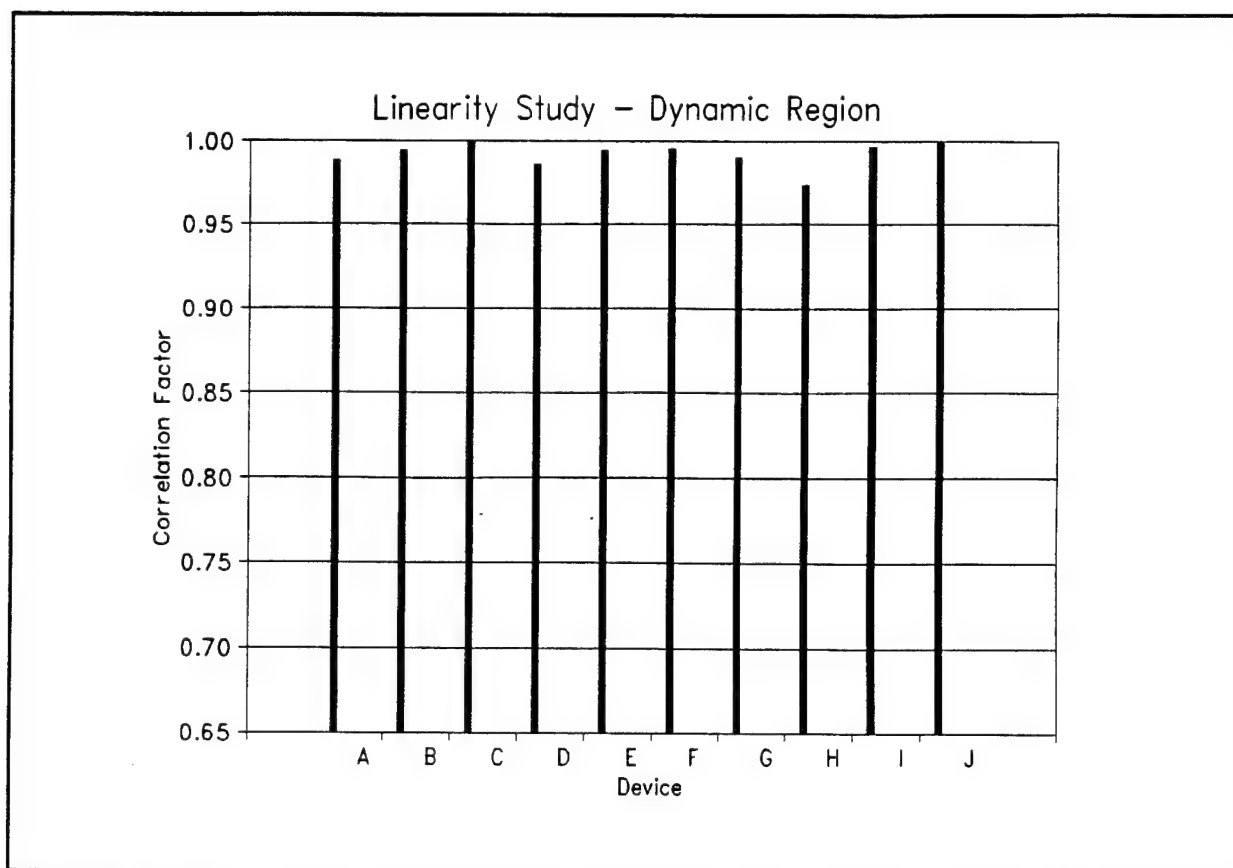 Linearity Study – Dynamic Region
1.00
0.95
0.90
0.85
0.80
0.75
0.70
0.65
Correlation Factor
A B C D E F G H I J
Device